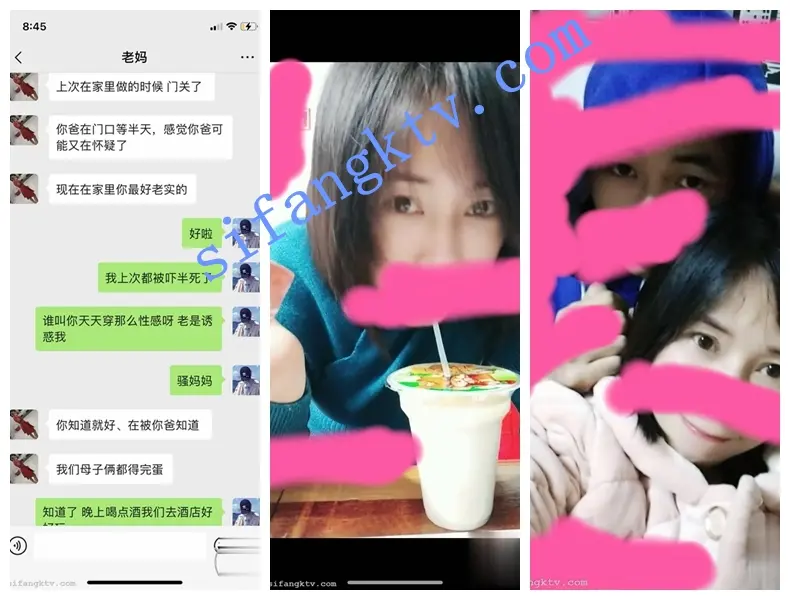 8:45
老妈
上次在家里做的时候 门关了
你爸在门口等半天，感觉你爸可
能又在怀疑了
现在在家里你最好老实的
好啦
我上次都被吓半死了
谁叫你天天穿那么性感呀 老是诱
惑我
骚妈妈
你知道就好、在被你爸知道
我们母子俩都得完蛋
知道了 晚上喝点酒我们去酒店好
sifangktv.com
sifangktv.com
sifangktv.com
gktv.com